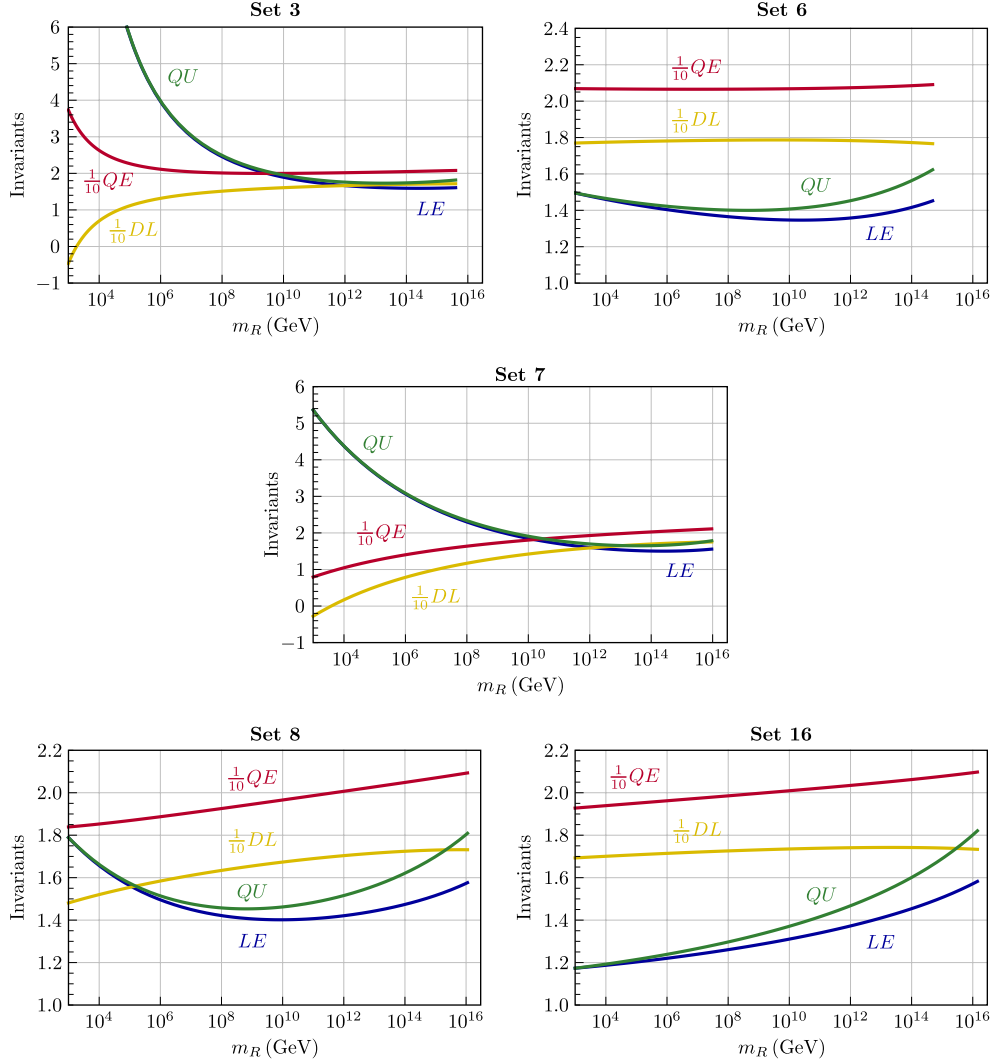 Set 3
6
5
4
3
2
1
0
−1
Invariants
QU
1/10 QE
1/10 DL
LE
10^4 10^6 10^8 10^10 10^12 10^14 10^16
m_R (GeV)
Set 6
2.4
2.2
2.0
1.8
1.6
1.4
1.2
1.0
Invariants
1/10 QE
1/10 DL
QU
LE
10^4 10^6 10^8 10^10 10^12 10^14 10^16
m_R (GeV)
Set 7
6
5
4
3
2
1
0
−1
Invariants
QU
1/10 QE
LE
1/10 DL
10^4 10^6 10^8 10^10 10^12 10^14 10^16
m_R (GeV)
Set 8
2.2
2.0
1.8
1.6
1.4
1.2
1.0
Invariants
1/10 QE
1/10 DL
QU
LE
10^4 10^6 10^8 10^10 10^12 10^14 10^16
m_R (GeV)
Set 16
2.2
2.0
1.8
1.6
1.4
1.2
1.0
Invariants
1/10 QE
1/10 DL
QU
LE
10^4 10^6 10^8 10^10 10^12 10^14 10^16
m_R (GeV)